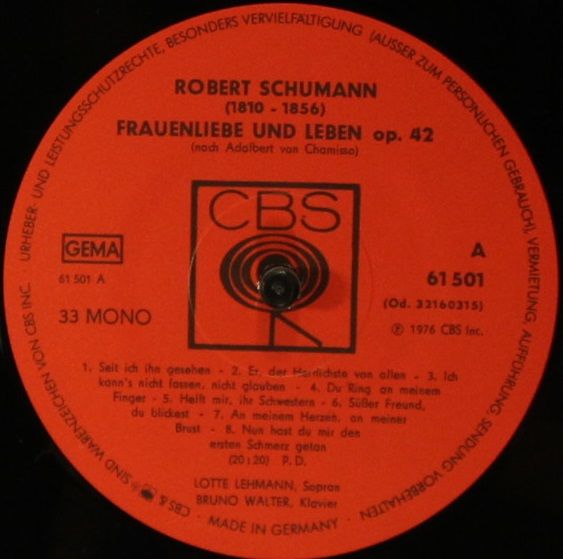 URHEBER- UND LEISTUNGSSCHUTZRECHTE, BESONDERS VERVIELFÄLTIGUNG (AUSSER ZUM PERSÖNLICHEN GEBRAUCH), VERMIETUNG, AUFFÜHRUNG, SENDUNG VORBEHALTEN
ROBERT SCHUMANN
(1810 - 1856)
FRAUENLIEBE UND LEBEN op. 42
(nach Adalbert von Chamisso)
CBS
GEMA
61 501 A
33 MONO
A
61 501
(Od. 32160315)
℗ 1976 CBS Inc.
1. Seit ich ihn gesehen - 2. Er, der Herrlichste von allen - 3. Ich
kann's nicht fassen, nicht glauben - 4. Du Ring an meinem
Finger - 5. Helft mir, ihr Schwestern - 6. Süßer Freund,
du blickest - 7. An meinem Herzen, an meiner
Brust - 8. Nun hast du mir den
ersten Schmerz getan
(20:20) P. D.
LOTTE LEHMANN, Sopran
BRUNO WALTER, Klavier
CBS & SIND WARENZEICHEN VON CBS INC.
· MADE IN GERMANY ·